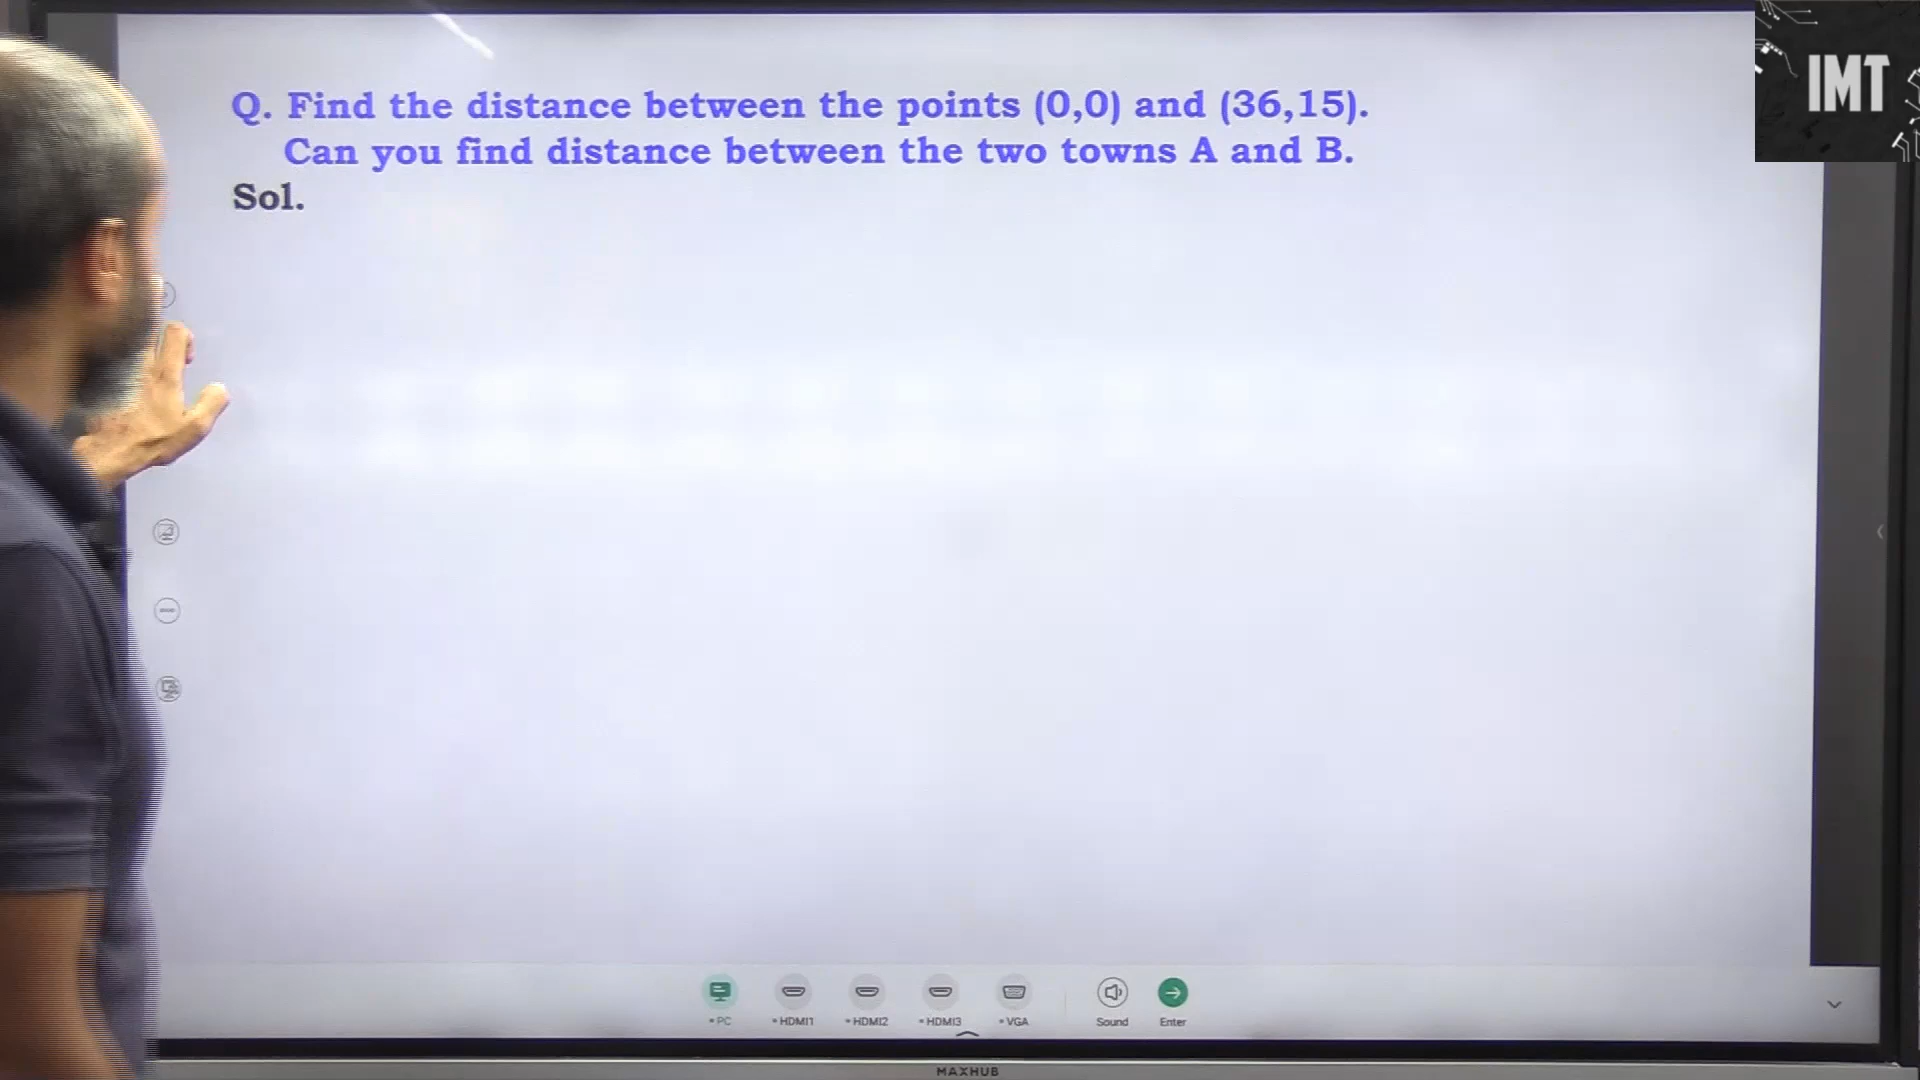 IMT
Q. Find the distance between the points (0,0) and (36,15).
Can you find distance between the two towns A and B.
Sol.
PC HDMI1 HDMI2 HDMI3 VGA Sound Enter
MAXHUB